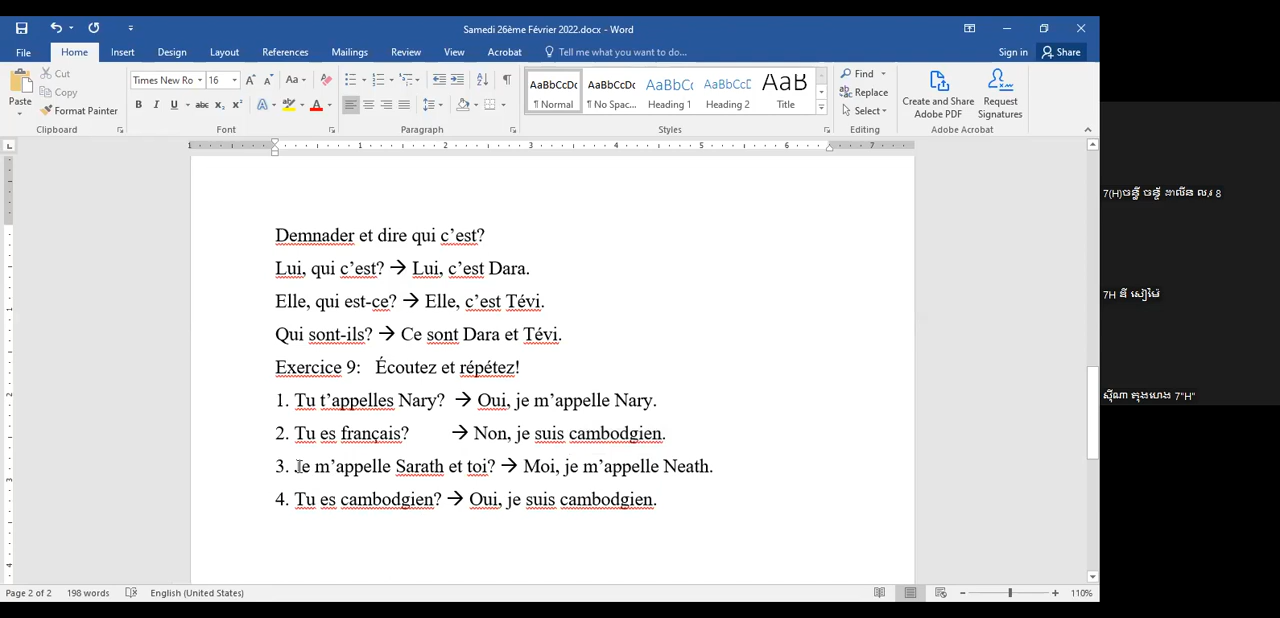 Samedi 26ème Février 2022.docx - Word
File Home Insert Design Layout References Mailings Review View Acrobat Tell me what you want to do... Sign in Share
Paste Cut Copy Format Painter
Times New Ro 16
AaBbCcDc AaBbCcDc AaBbCc AaBbCcC AaB
¶ Normal ¶ No Spac... Heading 1 Heading 2 Title
Find Replace Select
Create and Share Adobe PDF Request Signatures
Clipboard Font Paragraph Styles Editing Adobe Acrobat
Demnader et dire qui c’est?
Lui, qui c’est? → Lui, c’est Dara.
Elle, qui est-ce? → Elle, c’est Tévi.
Qui sont-ils? → Ce sont Dara et Tévi.
Exercice 9: Écoutez et répétez!
1. Tu t’appelles Nary? → Oui, je m’appelle Nary.
2. Tu es français? → Non, je suis cambodgien.
3. Je m’appelle Sarath et toi? → Moi, je m’appelle Neath.
4. Tu es cambodgien? → Oui, je suis cambodgien.
Page 2 of 2 198 words English (United States) 110%
7H នី សៀម៉ៃ
7"H"